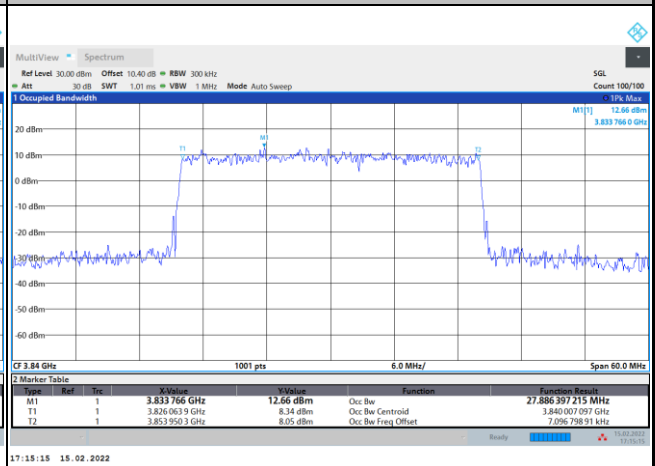 MultiView Spectrum
Ref Level 30.00 dBm Offset 10.40 dB RBW 300 kHz SGL
Att 30 dB SWT 1.01 ms VBW 1 MHz Mode Auto Sweep Count 100/100
1 Occupied Bandwidth 1Pk Max
M1[1] 12.66 dBm
3.833 766 0 GHz
20 dBm
M1
T1
T2
10 dBm
0 dBm
-10 dBm
-20 dBm
-30 dBm
-40 dBm
-50 dBm
-60 dBm
CF 3.84 GHz 1001 pts 6.0 MHz/ Span 60.0 MHz
2 Marker Table
Type Ref Trc X-Value Y-Value Function Function Result
M1 1 3.833 766 GHz 12.66 dBm Occ Bw 27.886 397 215 MHz
T1 1 3.826 063 9 GHz 8.34 dBm Occ Bw Centroid 3.840 007 097 GHz
T2 1 3.853 950 3 GHz 8.05 dBm Occ Bw Freq Offset 7.096 798 91 kHz
Ready 15.02.2022
17:15:15
17:15:15 15.02.2022